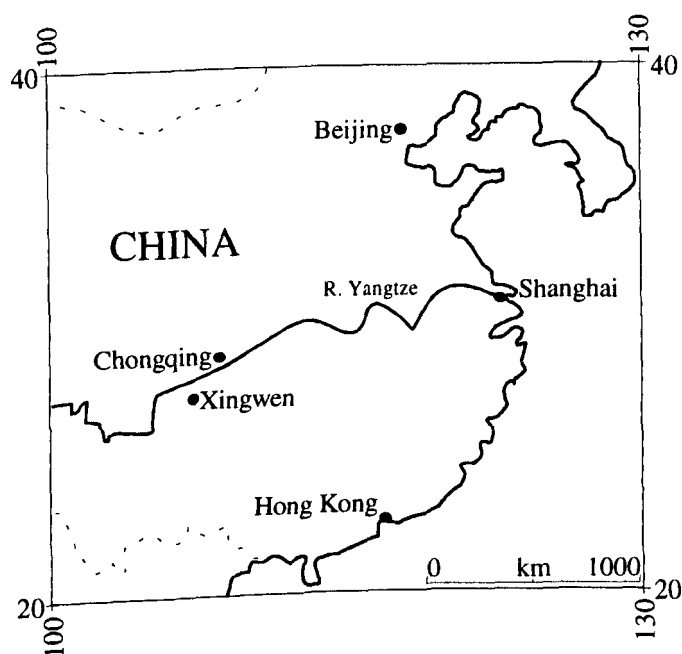 100
130
40
40
Beijing
CHINA
R. Yangtze
Shanghai
Chongqing
Xingwen
Hong Kong
0 km 1000
20
20
100
130